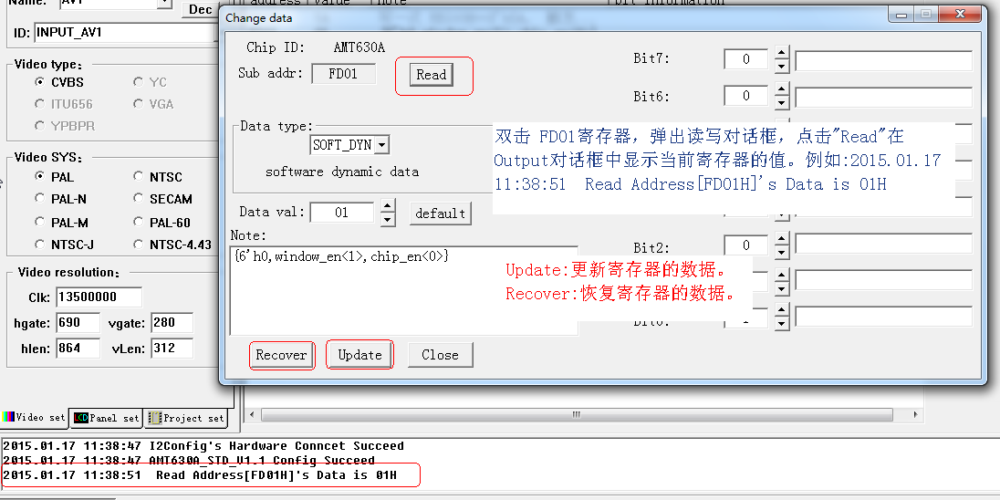 Name: AV1
Dec
address value note
bit information
ID: INPUT_AV1
Video type:
CVBS YC
ITU656 VGA
YPBPR
Video SYS:
PAL NTSC
PAL-N SECAM
PAL-M PAL-60
NTSC-J NTSC-4.43
Video resolution:
Clk: 13500000
hgate: 690 vgate: 280
hlen: 864 vLen: 312
Video set Panel set Project set
Change data
Chip ID: AMT630A
Sub addr: FD01 Read
Data type:
SOFT_DYN
software dynamic data
Data val: 01 default
Note:
{6'h0,window_en<1>,chip_en<0>}
Recover Update Close
Bit7: 0
Bit6: 0
双击 FD01寄存器，弹出读写对话框，点击"Read"在
Output对话框中显示当前寄存器的值。例如:2015.01.17
11:38:51 Read Address[FD01H]'s Data is 01H
Bit2: 0
Update:更新寄存器的数据。
Recover:恢复寄存器的数据。
Bit0:
2015.01.17 11:38:47 I2Config's Hardware Conncet Succeed
2015.01.17 11:38:47 AMT630A_STD_V1.1 Config Succeed
2015.01.17 11:38:51 Read Address[FD01H]'s Data is 01H